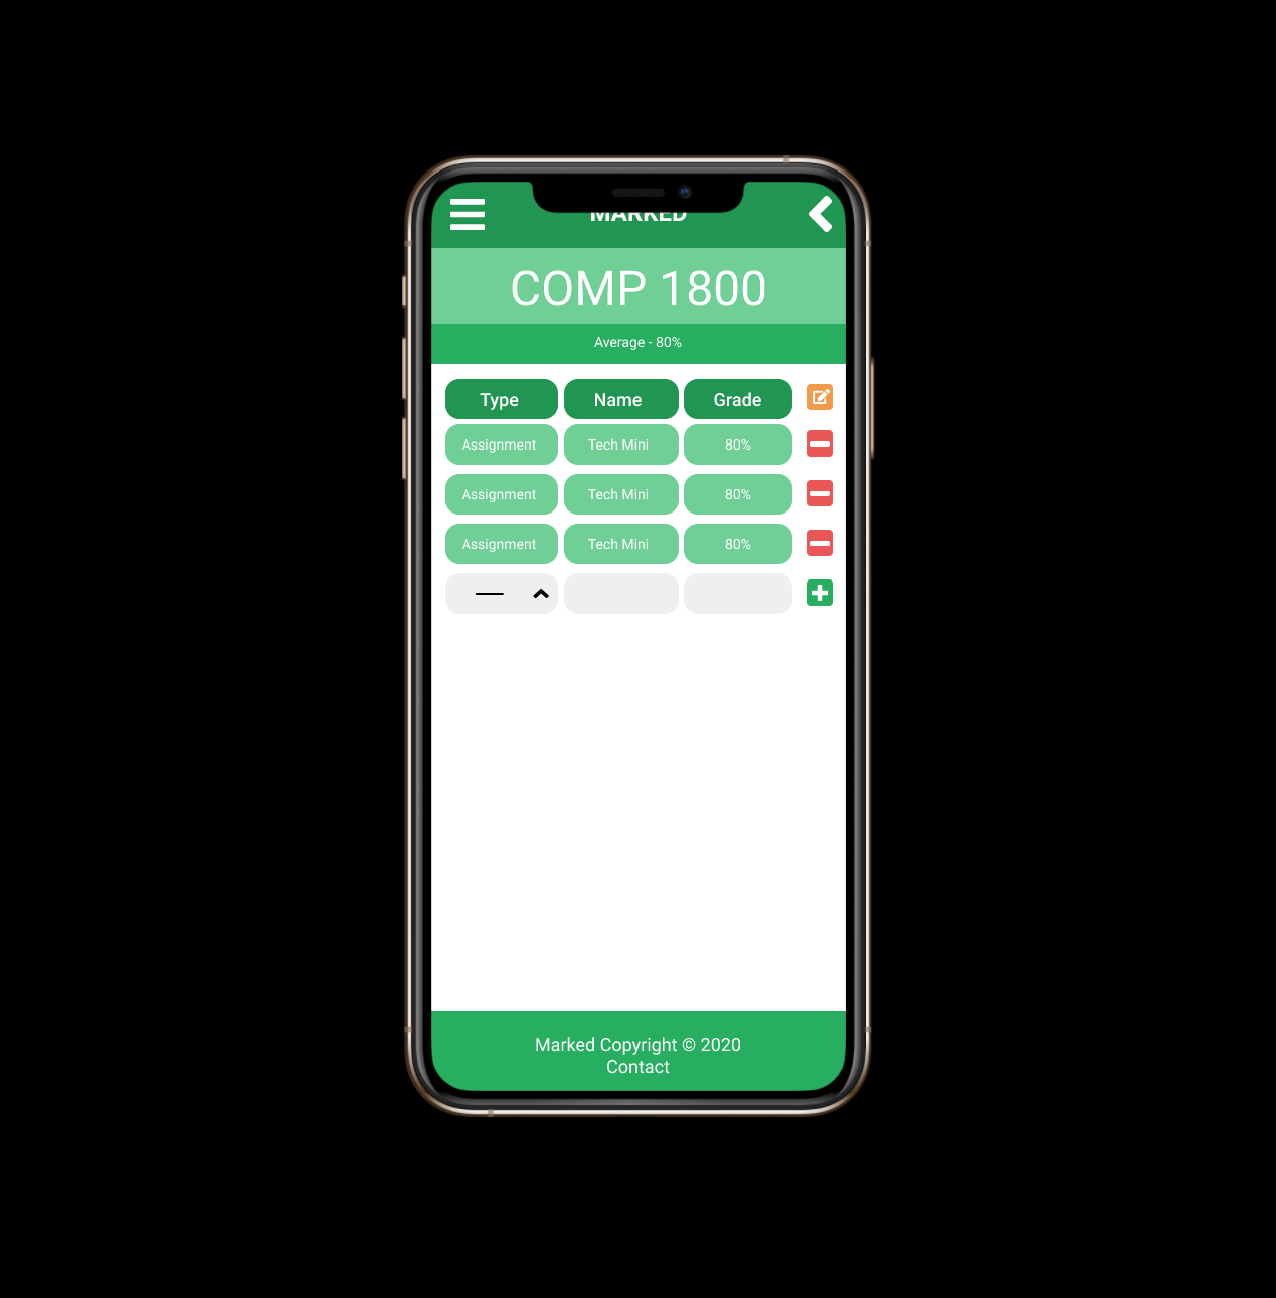 MARKED
COMP 1800
Average - 80%
Type Name Grade
Assignment Tech Mini 80%
Assignment Tech Mini 80%
Assignment Tech Mini 80%
Marked Copyright © 2020
Contact